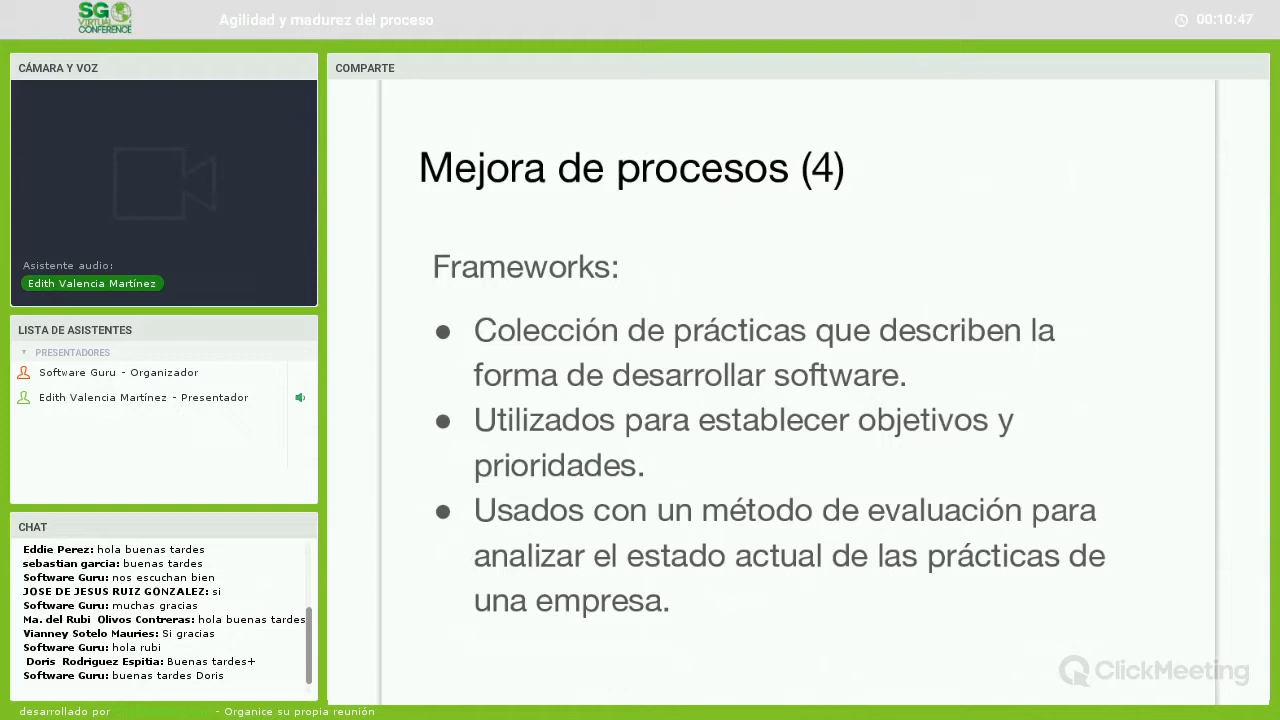 SG
VIRTUAL
CONFERENCE
Agilidad y madurez del proceso
00:10:47
CÁMARA Y VOZ
Asistente audio:
Edith Valencia Martínez
LISTA DE ASISTENTES
PRESENTADORES
Software Guru - Organizador
Edith Valencia Martínez - Presentador
CHAT
Eddie Perez: hola buenas tardes
sebastian garcia: buenas tardes
Software Guru: nos escuchan bien
JOSE DE JESUS RUIZ GONZALEZ: si
Software Guru: muchas gracias
Ma. del Rubi Olivos Contreras: hola buenas tardes
Vianney Sotelo Mauries: Si gracias
Software Guru: hola rubi
Doris Rodriguez Espitia: Buenas tardes+
Software Guru: buenas tardes Doris
desarrollado por - Organice su propia reunión
COMPARTE
Mejora de procesos (4)
Frameworks:
● Colección de prácticas que describen la
forma de desarrollar software.
● Utilizados para establecer objetivos y
prioridades.
● Usados con un método de evaluación para
analizar el estado actual de las prácticas de
una empresa.
ClickMeeting